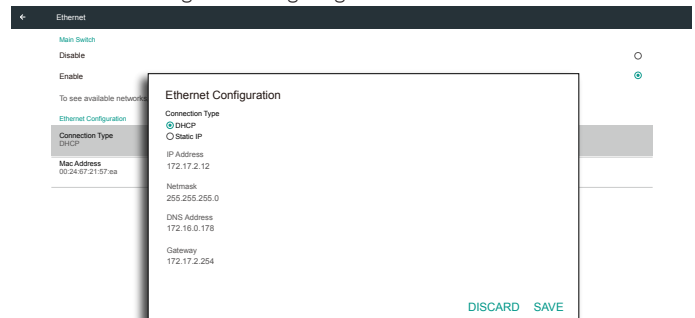 Ethernet
Main Switch
Disable
Enable
To see available networks
Ethernet Configuration
Connection Type
DHCP
Mac Address
00:24:67:21:57:ea
Ethernet Configuration
Connection Type
DHCP
Static IP
IP Address
172.17.2.12
Netmask
255.255.255.0
DNS Address
172.16.0.178
Gateway
172.17.2.254
DISCARD SAVE